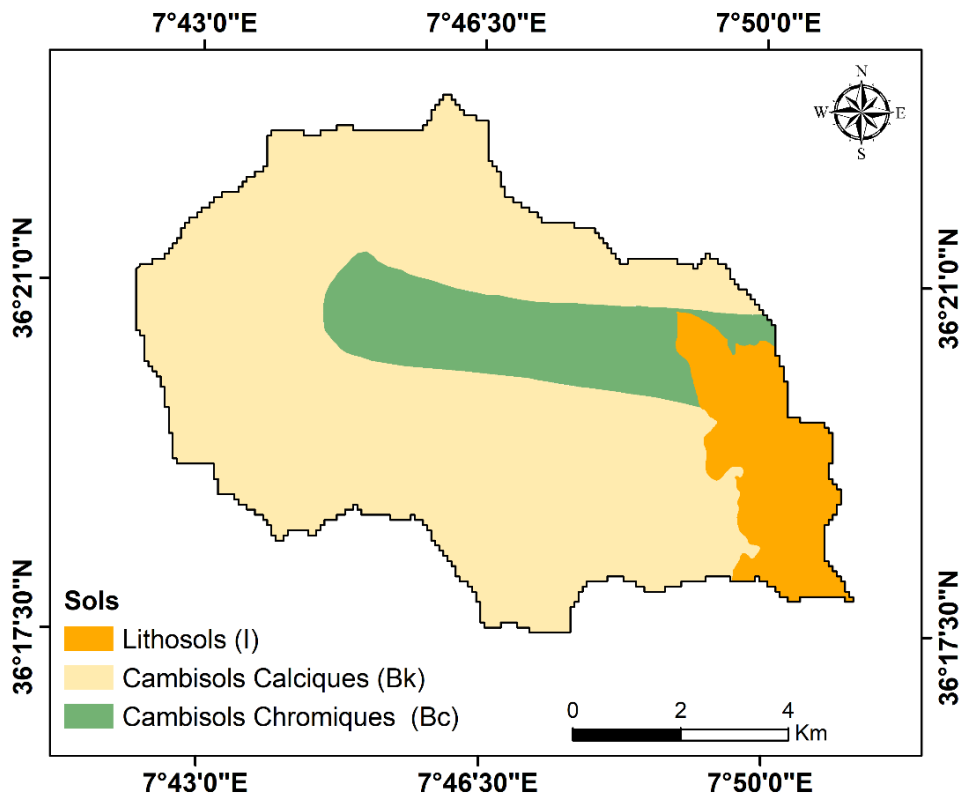 7°43'0"E 7°46'30"E 7°50'0"E
N
W E
S
36°21'0"N 36°21'0"N
36°17'30"N 36°17'30"N
Sols
Lithosols (I)
Cambisols Calciques (Bk)
Cambisols Chromiques (Bc)
0 2 4
Km
7°43'0"E 7°46'30"E 7°50'0"E